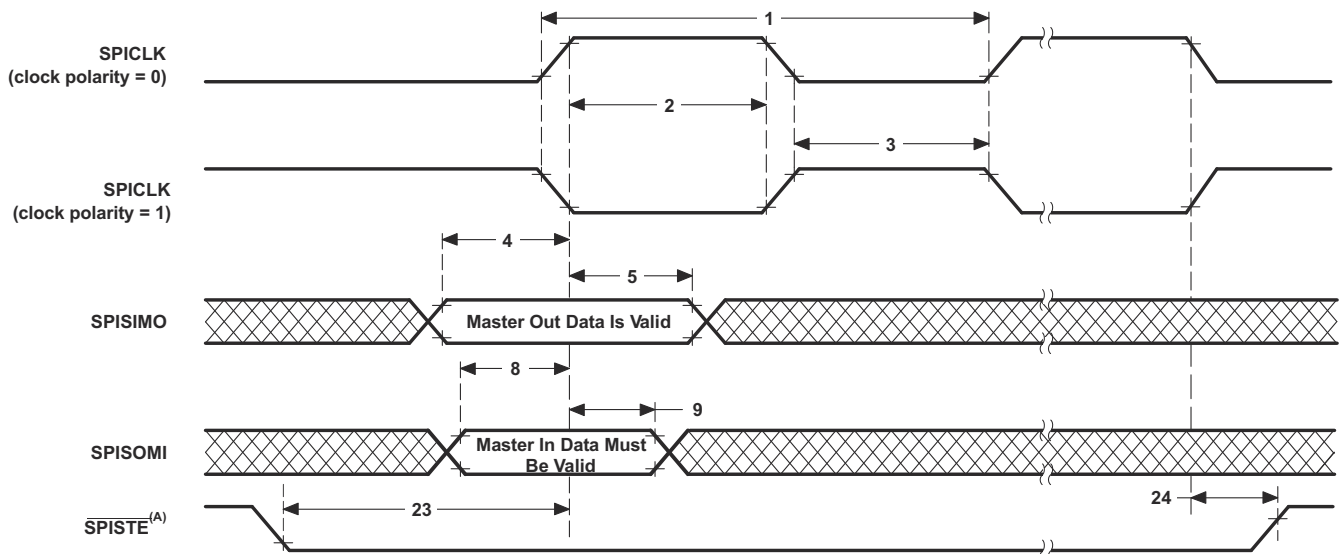 1
SPICLK
(clock polarity = 0)
2
3
SPICLK
(clock polarity = 1)
4
5
SPISIMO
Master Out Data Is Valid
8
9
SPISOMI
Master In Data Must
Be Valid
23
24
SPISTE(A)